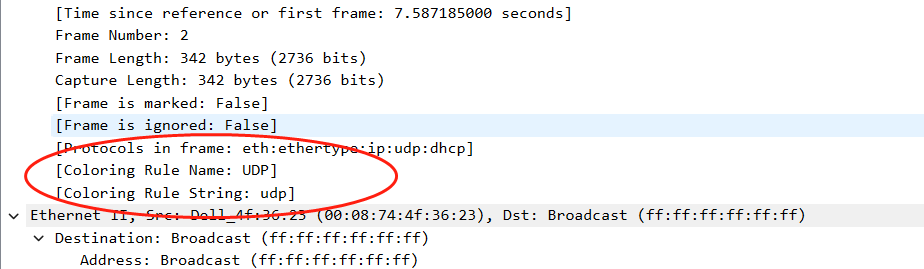 [Time since reference or first frame: 7.587185000 seconds]
Frame Number: 2
Frame Length: 342 bytes (2736 bits)
Capture Length: 342 bytes (2736 bits)
[Frame is marked: False]
[Frame is ignored: False]
[Protocols in frame: eth:ethertype:ip:udp:dhcp]
[Coloring Rule Name: UDP]
[Coloring Rule String: udp]
Ethernet II, Src: Dell_4f:36:23 (00:08:74:4f:36:23), Dst: Broadcast (ff:ff:ff:ff:ff:ff)
Destination: Broadcast (ff:ff:ff:ff:ff:ff)
Address: Broadcast (ff:ff:ff:ff:ff:ff)